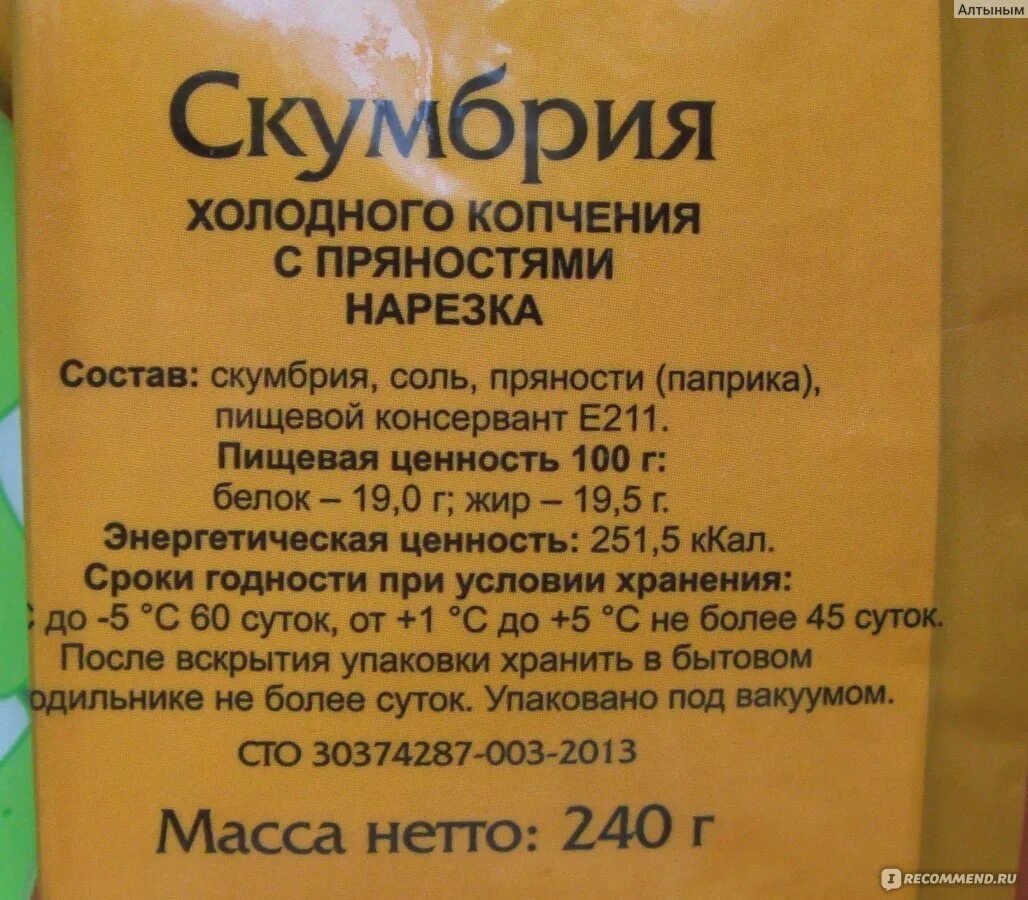 Алтыным
Скумбрия
ХОЛОДНОГО КОПЧЕНИЯ
С ПРЯНОСТЯМИ
НАРЕЗКА
Состав: скумбрия, соль, пряности (паприка),
пищевой консервант Е211.
Пищевая ценность 100 г:
белок – 19,0 г; жир – 19,5 г.
Энергетическая ценность: 251,5 кКал.
Сроки годности при условии хранения:
до -5 °С 60 суток, от +1 °С до +5 °С не более 45 суток.
После вскрытия упаковки хранить в бытовом
одильнике не более суток. Упаковано под вакуумом.
СТО 30374287-003-2013
Масса нетто: 240 г
IRECOMMEND.RU